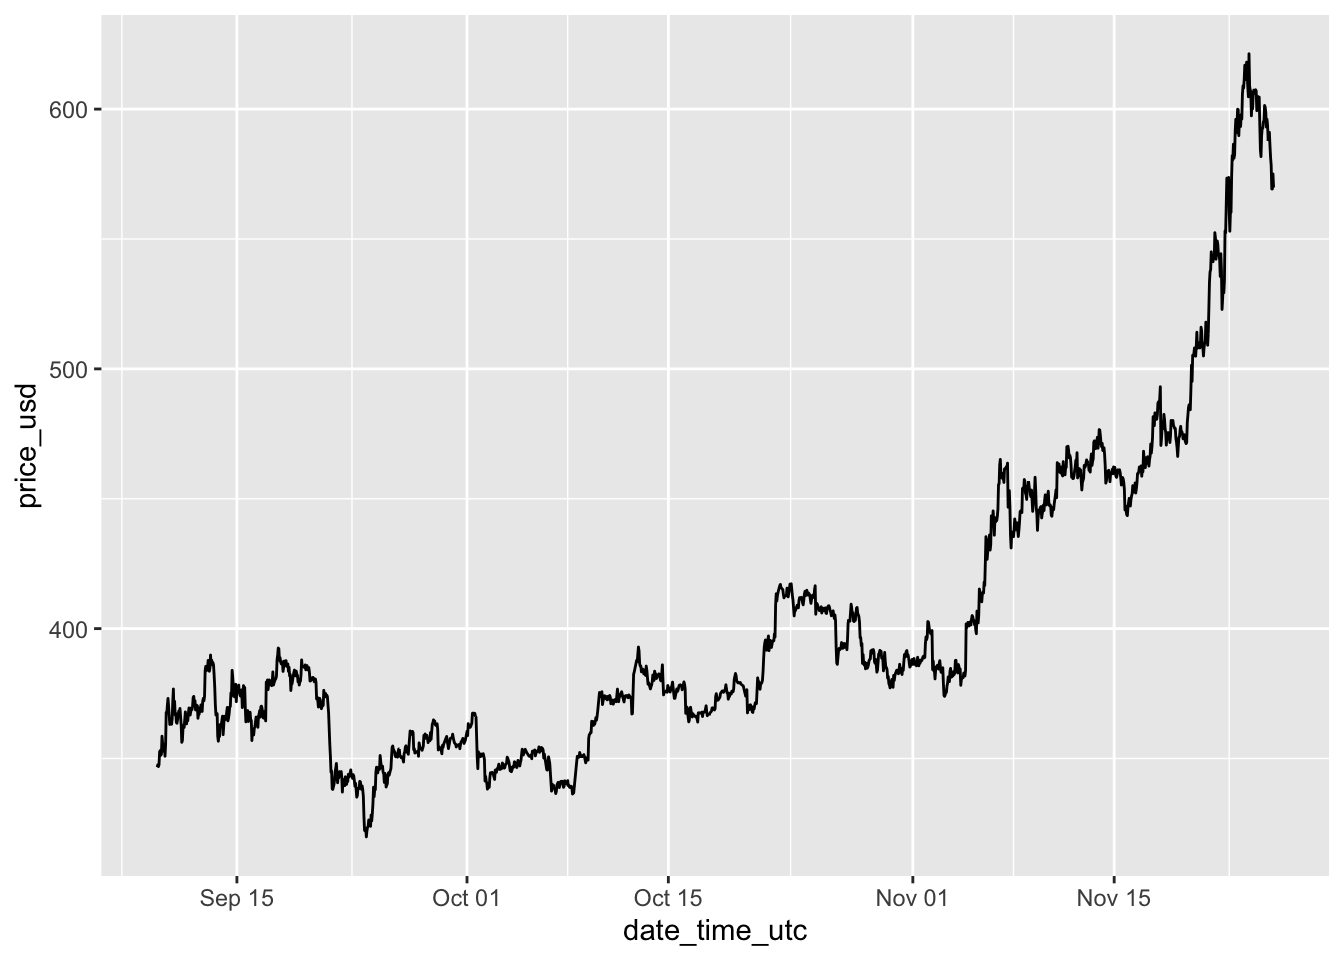 600
500
400
price_usd
Sep 15
Oct 01
Oct 15
Nov 01
Nov 15
date_time_utc